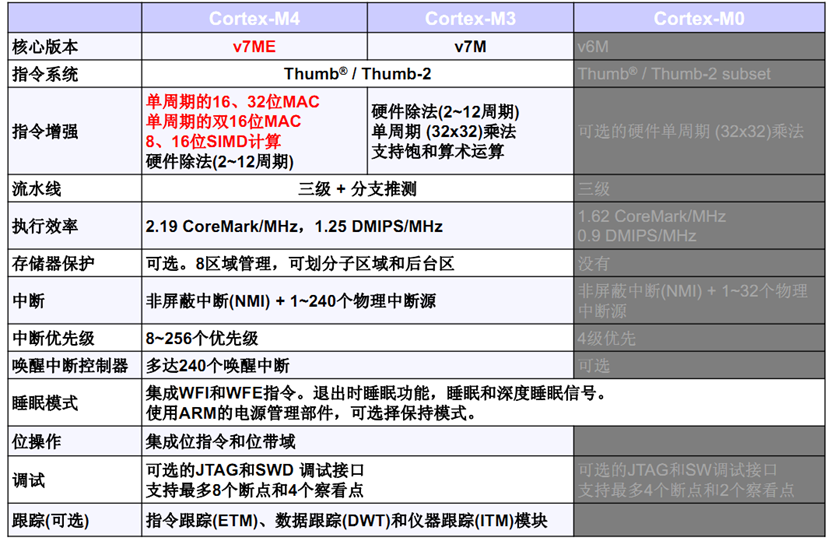 Cortex-M4 Cortex-M3 Cortex-M0
核心版本 v7ME v7M v6M
指令系统 Thumb® / Thumb-2 Thumb® / Thumb-2 subset
指令增强
单周期的16、32位MAC
单周期的双16位MAC
8、16位SIMD计算
硬件除法(2~12周期)
硬件除法(2~12周期)
单周期 (32x32)乘法
支持饱和算术运算
可选的硬件单周期 (32x32)乘法
流水线 三级 + 分支推测 三级
执行效率 2.19 CoreMark/MHz，1.25 DMIPS/MHz
1.62 CoreMark/MHz
0.9 DMIPS/MHz
存储器保护 可选。8区域管理，可划分子区域和后台区 没有
中断 非屏蔽中断(NMI) + 1~240个物理中断源
非屏蔽中断(NMI) + 1~32个物理
中断源
中断优先级 8~256个优先级 4级优先
唤醒中断控制器 多达240个唤醒中断 可选
睡眠模式
集成WFI和WFE指令。退出时睡眠功能，睡眠和深度睡眠信号。
使用ARM的电源管理部件，可选择保持模式。
位操作 集成位指令和位带域
调试
可选的JTAG和SWD 调试接口
支持最多8个断点和4个察看点
可选的JTAG和SW调试接口
支持最多4个断点和2个察看点
跟踪(可选) 指令跟踪(ETM)、数据跟踪(DWT)和仪器跟踪(ITM)模块